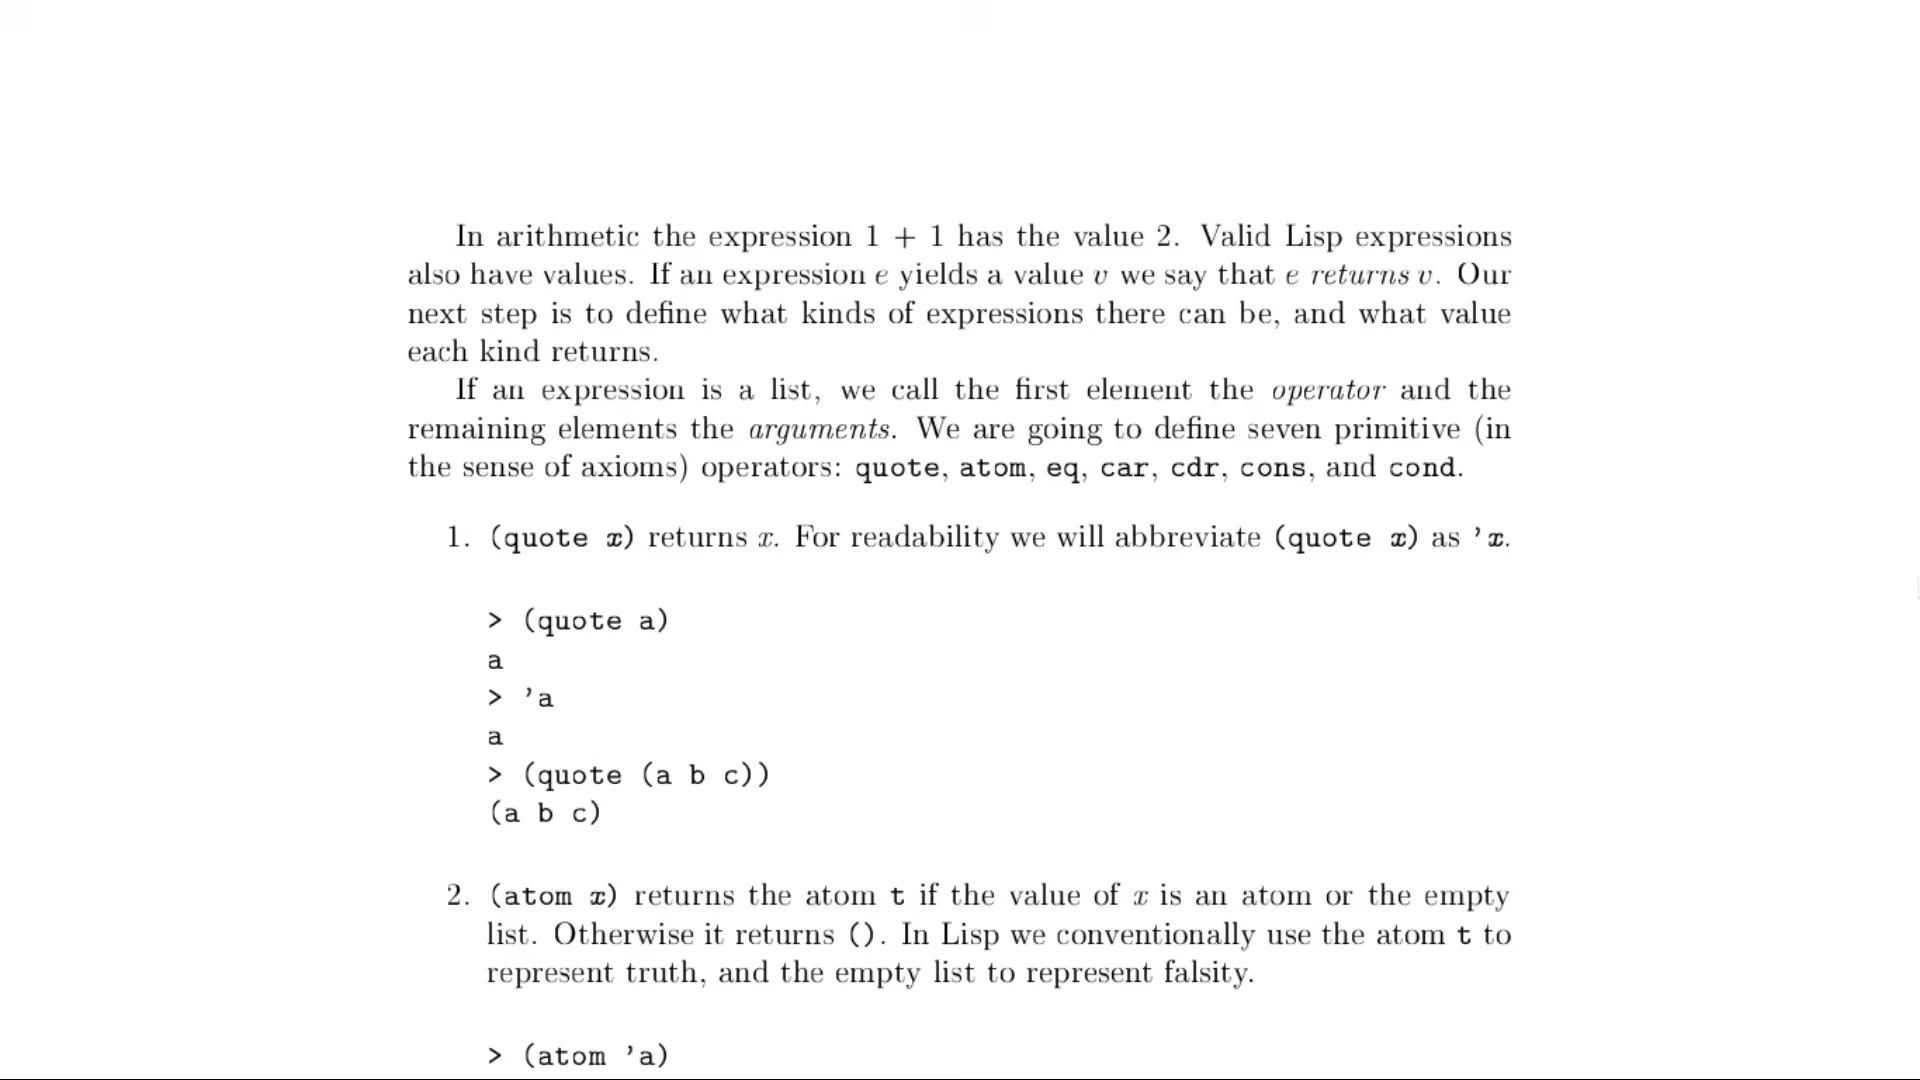 In arithmetic the expression 1 + 1 has the value 2. Valid Lisp expressions
also have values. If an expression e yields a value v we say that e returns v. Our
next step is to define what kinds of expressions there can be, and what value
each kind returns.
If an expression is a list, we call the first element the operator and the
remaining elements the arguments. We are going to define seven primitive (in
the sense of axioms) operators: quote, atom, eq, car, cdr, cons, and cond.
1. (quote x) returns x. For readability we will abbreviate (quote x) as ’x.
> (quote a)
a
> ’a
a
> (quote (a b c))
(a b c)
2. (atom x) returns the atom t if the value of x is an atom or the empty
list. Otherwise it returns (). In Lisp we conventionally use the atom t to
represent truth, and the empty list to represent falsity.
> (atom ’a)